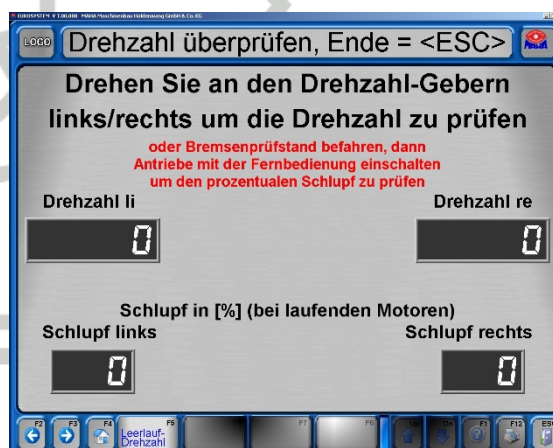 EUROSYSTEM V 7.00.000 MAHA Maschinenbau Haldenwang GmbH & Co. KG
LOGO
Drehzahl überprüfen, Ende = <ESC>
Drehen Sie an den Drehzahl-Gebern
links/rechts um die Drehzahl zu prüfen
oder Bremsenprüfstand befahren, dann
Antriebe mit der Fernbedienung einschalten
um den prozentualen Schlupf zu prüfen
Drehzahl li
Drehzahl re
0
0
Schlupf in [%] (bei laufenden Motoren)
Schlupf links
Schlupf rechts
0
0
F2
F3
F4
F5
Leerlauf-
Drehzahl
F7
F8
Up
Dn
F1
F12
ESC